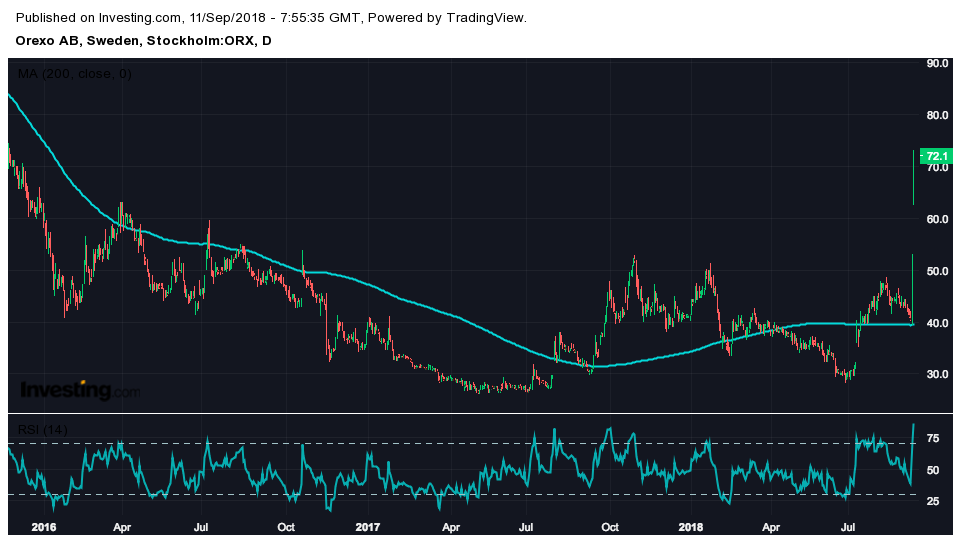 Published on Investing.com, 11/Sep/2018 - 7:55:35 GMT, Powered by TradingView.
Orexo AB, Sweden, Stockholm:ORX, D
MA (200, close, 0)
90.0
80.0
72.1
70.0
60.0
50.0
40.0
30.0
Investing.com
RSI (14)
75
50
25
2016 Apr Jul Oct 2017 Apr Jul Oct 2018 Apr Jul